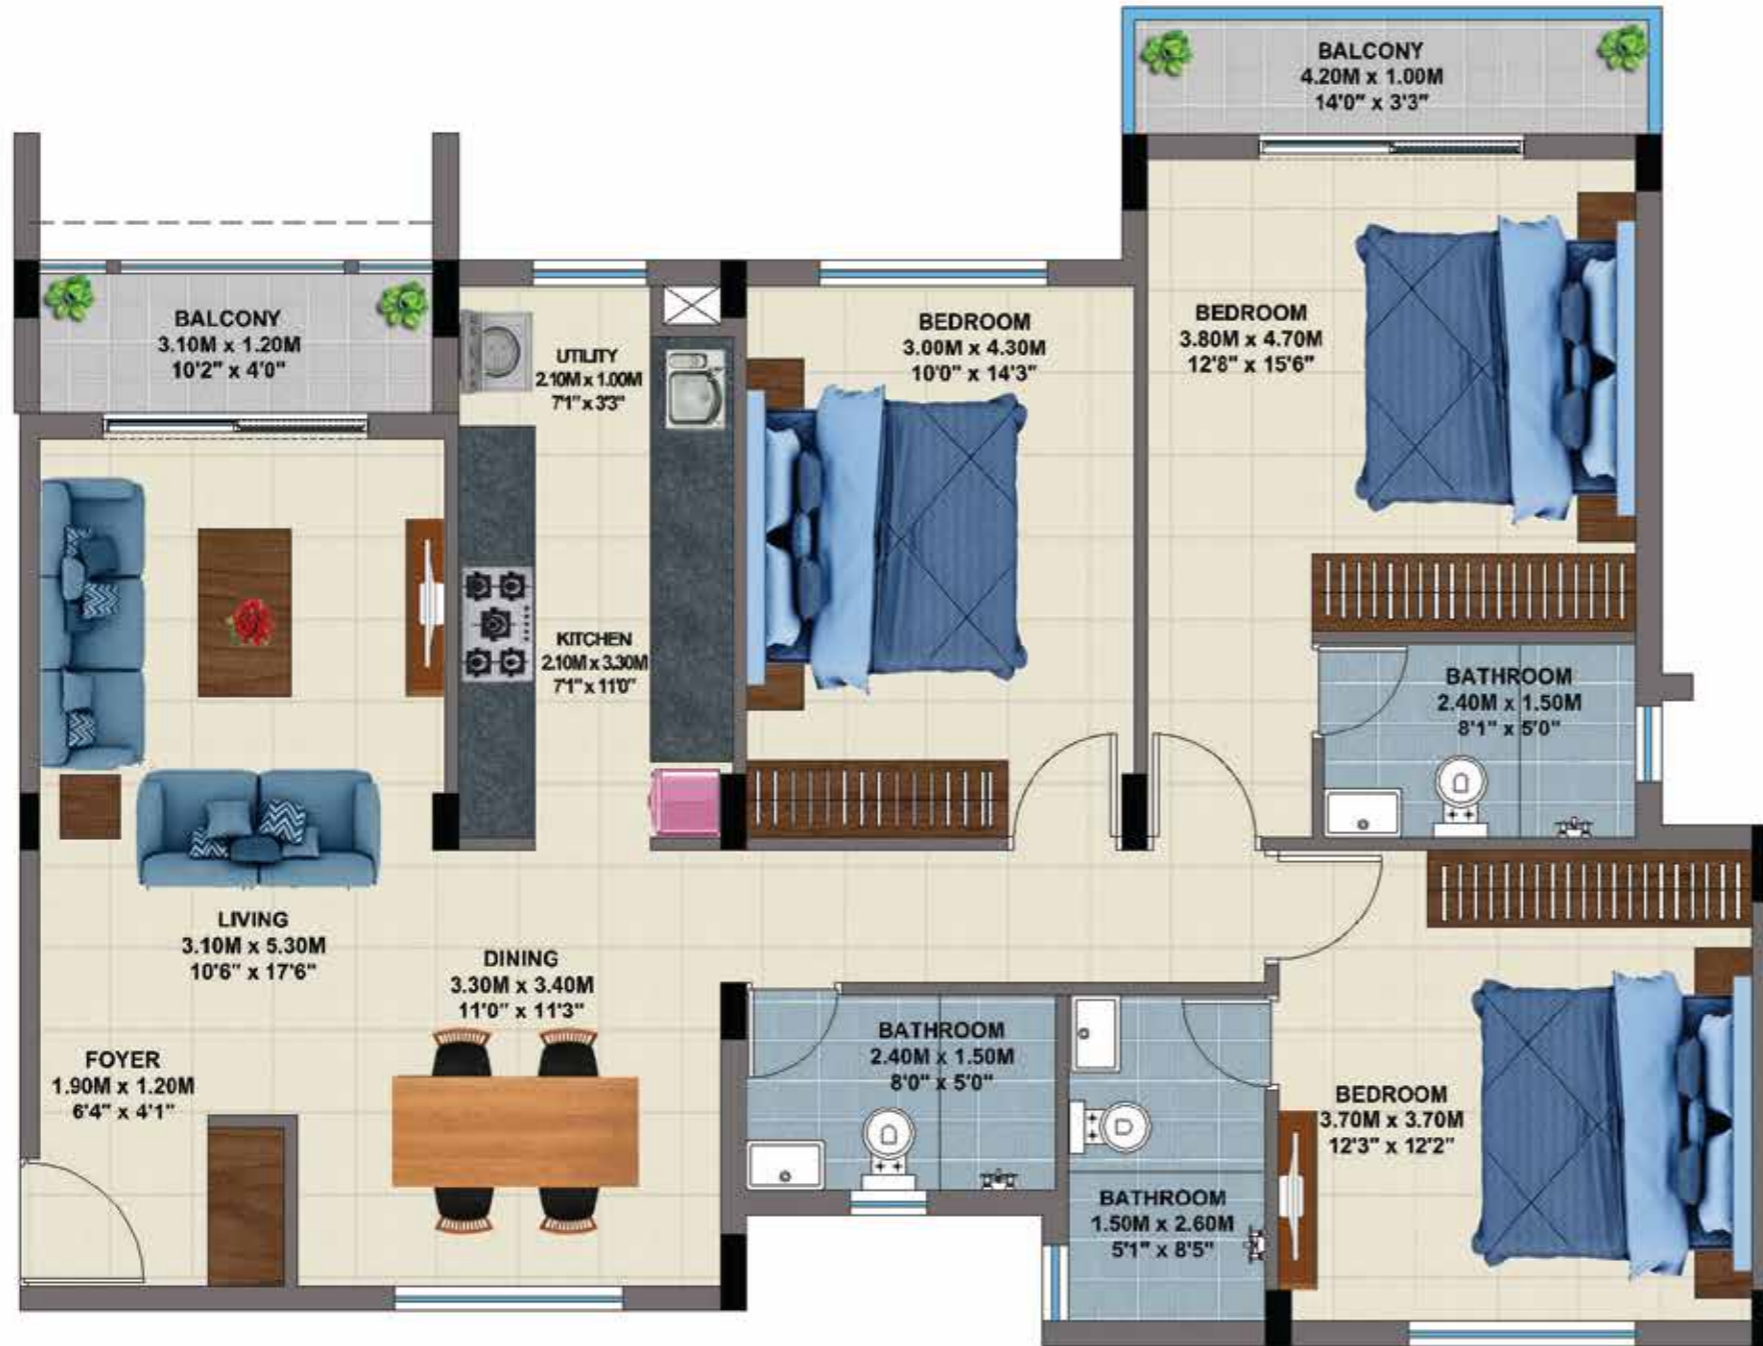 BALCONY
4.20M x 1.00M
14'0" x 3'3"
BALCONY
3.10M x 1.20M
10'2" x 4'0"
UTILITY
2.10M x 1.00M
7'1" x 3'3"
BEDROOM
3.00M x 4.30M
10'0" x 14'3"
BEDROOM
3.80M x 4.70M
12'8" x 15'6"
KITCHEN
2.10M x 3.30M
7'1" x 11'0"
BATHROOM
2.40M x 1.50M
8'1" x 5'0"
LIVING
3.10M x 5.30M
10'6" x 17'6"
DINING
3.30M x 3.40M
11'0" x 11'3"
FOYER
1.90M x 1.20M
6'4" x 4'1"
BATHROOM
2.40M x 1.50M
8'0" x 5'0"
BATHROOM
1.50M x 2.60M
5'1" x 8'5"
BEDROOM
3.70M x 3.70M
12'3" x 12'2"